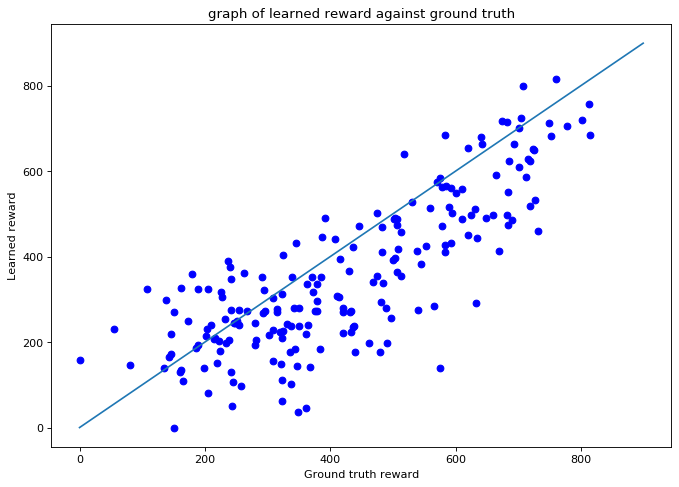 graph of learned reward against ground truth
Learned reward
800
600
400
200
0
0 200 400 600 800
Ground truth reward